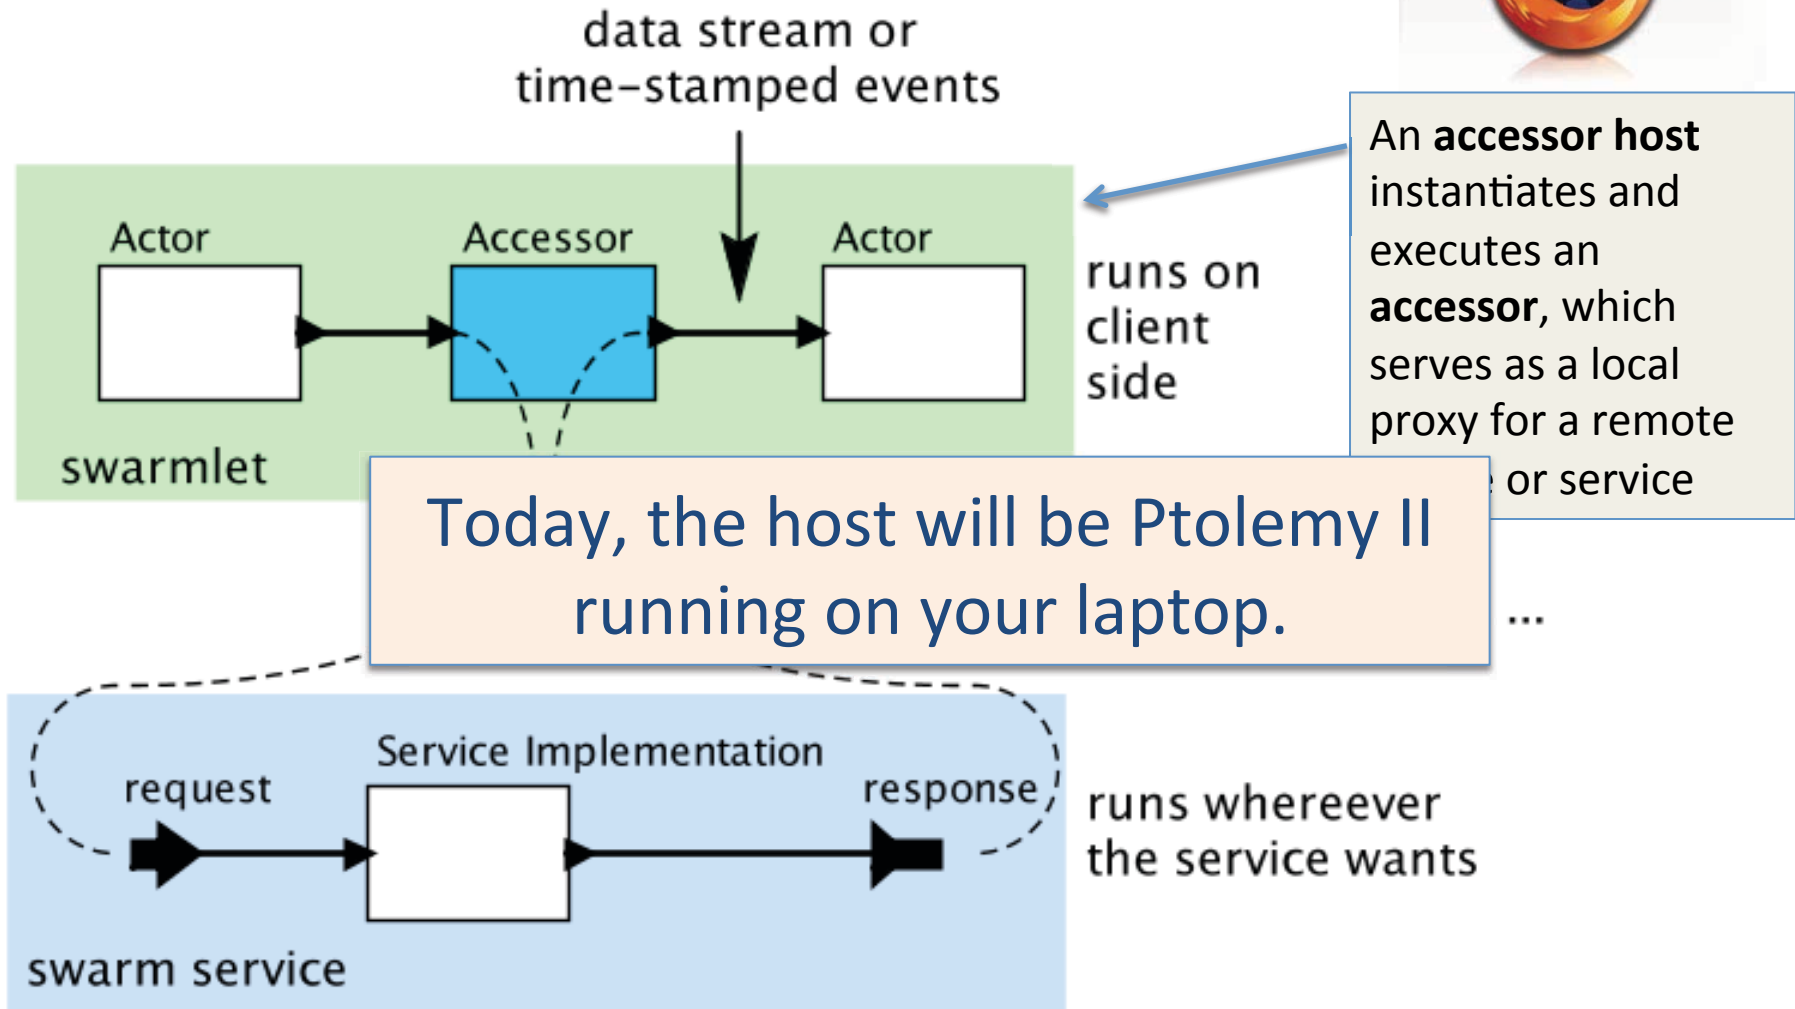 data stream or
time-stamped events
An accessor host
instantiates and
executes an
accessor, which
serves as a local
proxy for a remote
or service
Actor
Accessor
Actor
runs on
client
side
swarmlet
Today, the host will be Ptolemy II
running on your laptop.
...
Service Implementation
request
response
runs whereever
the service wants
swarm service